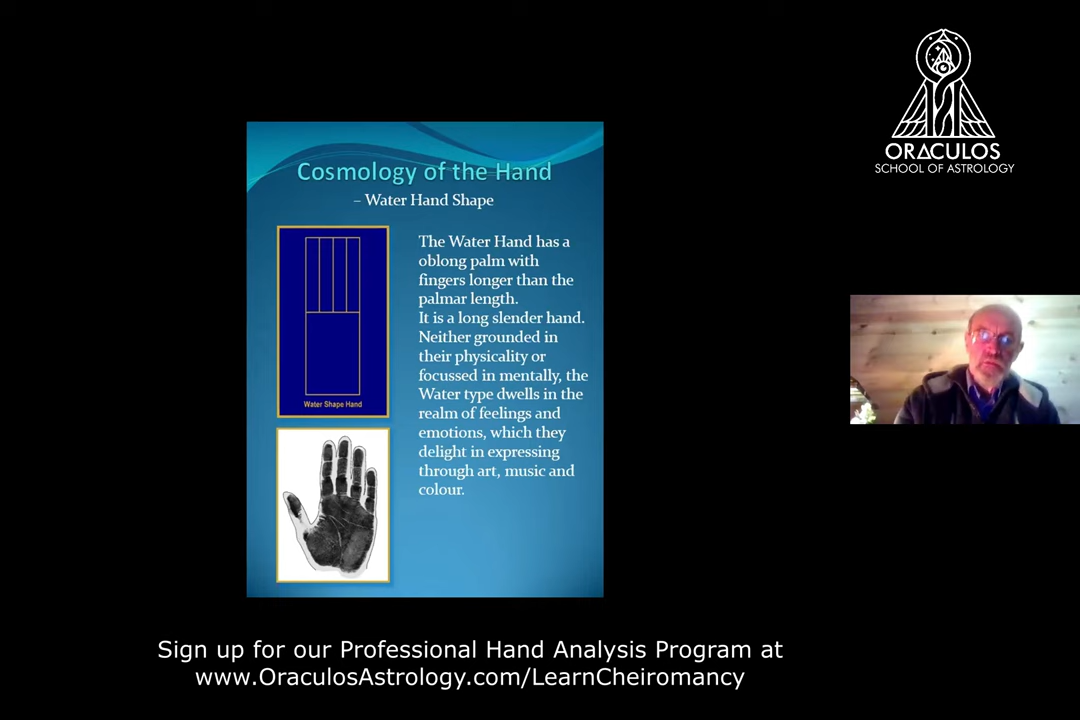 ORACULOS
SCHOOL OF ASTROLOGY
Cosmology of the Hand
– Water Hand Shape
The Water Hand has a
oblong palm with
fingers longer than the
palmar length.
It is a long slender hand.
Neither grounded in
their physicality or
focussed in mentally, the
Water type dwells in the
realm of feelings and
emotions, which they
delight in expressing
through art, music and
colour.
Water Shape Hand
Sign up for our Professional Hand Analysis Program at
www.OraculosAstrology.com/LearnCheiromancy